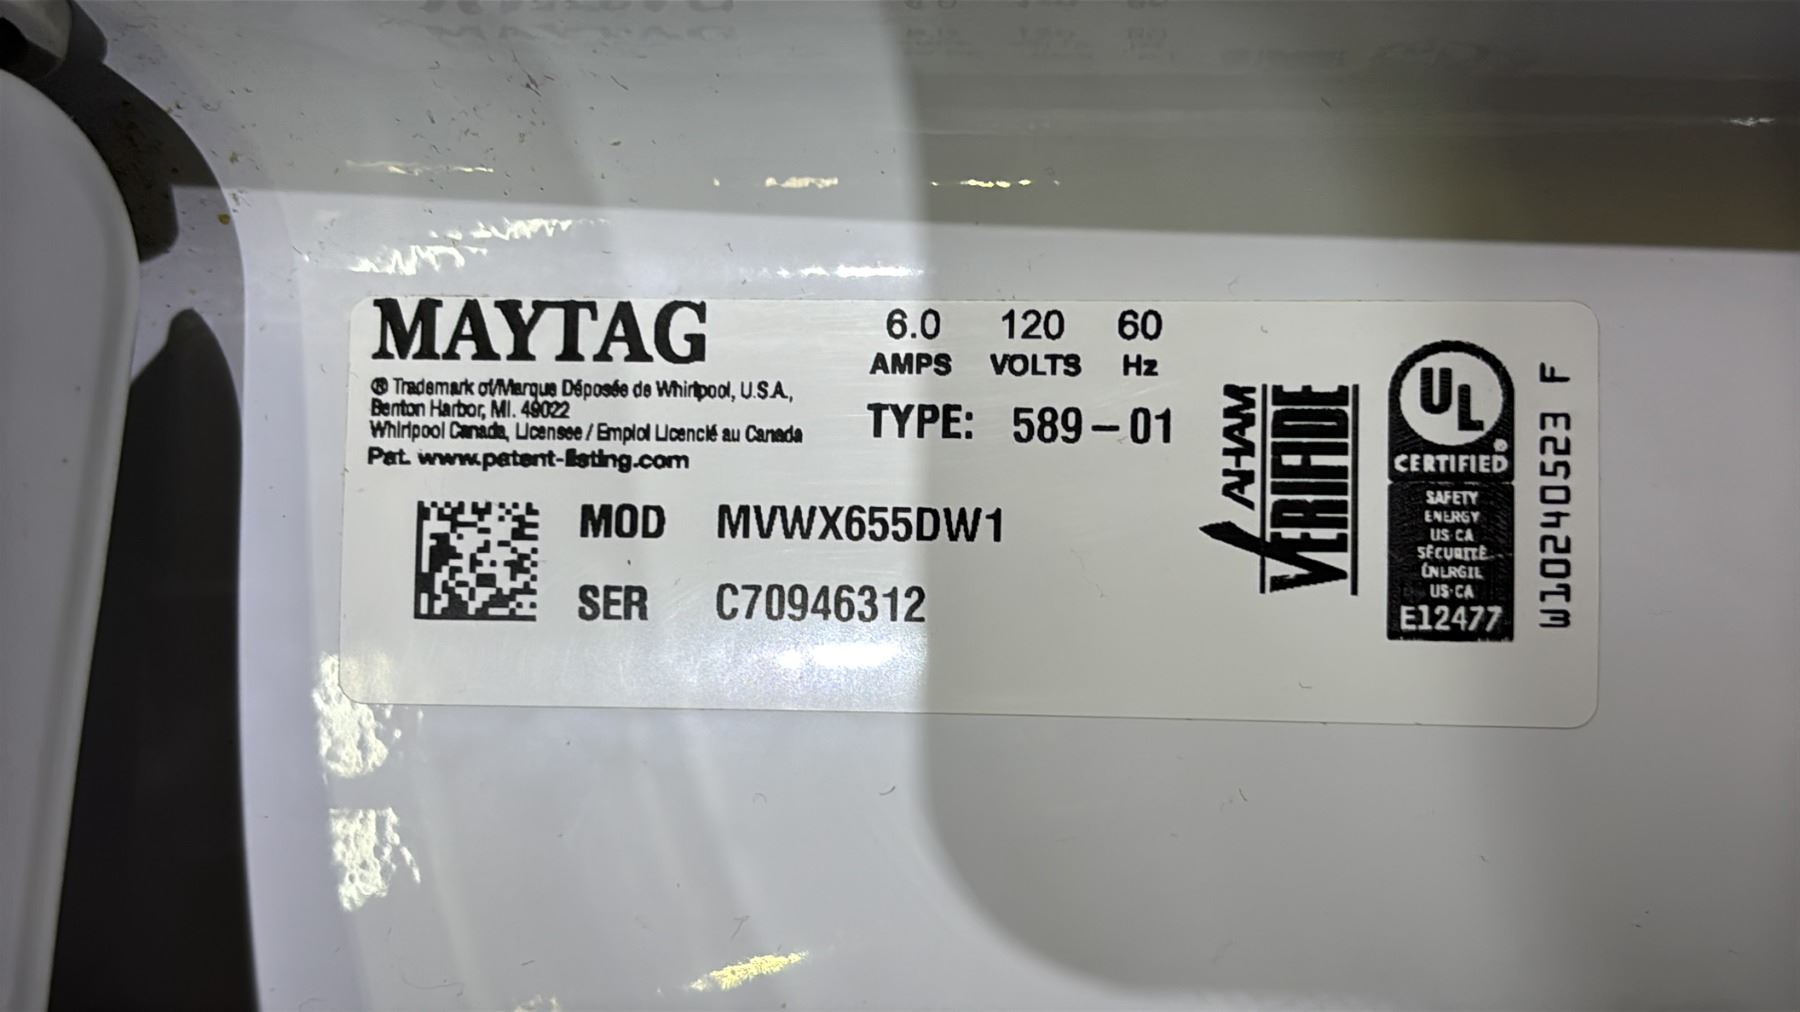 MAYTAG
® Trademark of/Marque Déposée de Whirlpool, U.S.A.,
Benton Harbor, MI. 49022
Whirlpool Canada, Licensee / Emploi Licencié au Canada
Pat. www.patent-listing.com
6.0 120 60
AMPS VOLTS Hz
TYPE: 589-01
MOD MVWX655DW1
SER C70946312
AHAM
VERIFIDE
UL
®
CERTIFIED
SAFETY
ENERGY
US·CA
SÉCURITÉ
ÉNERGIE
US·CA
E12477
W10240523 F